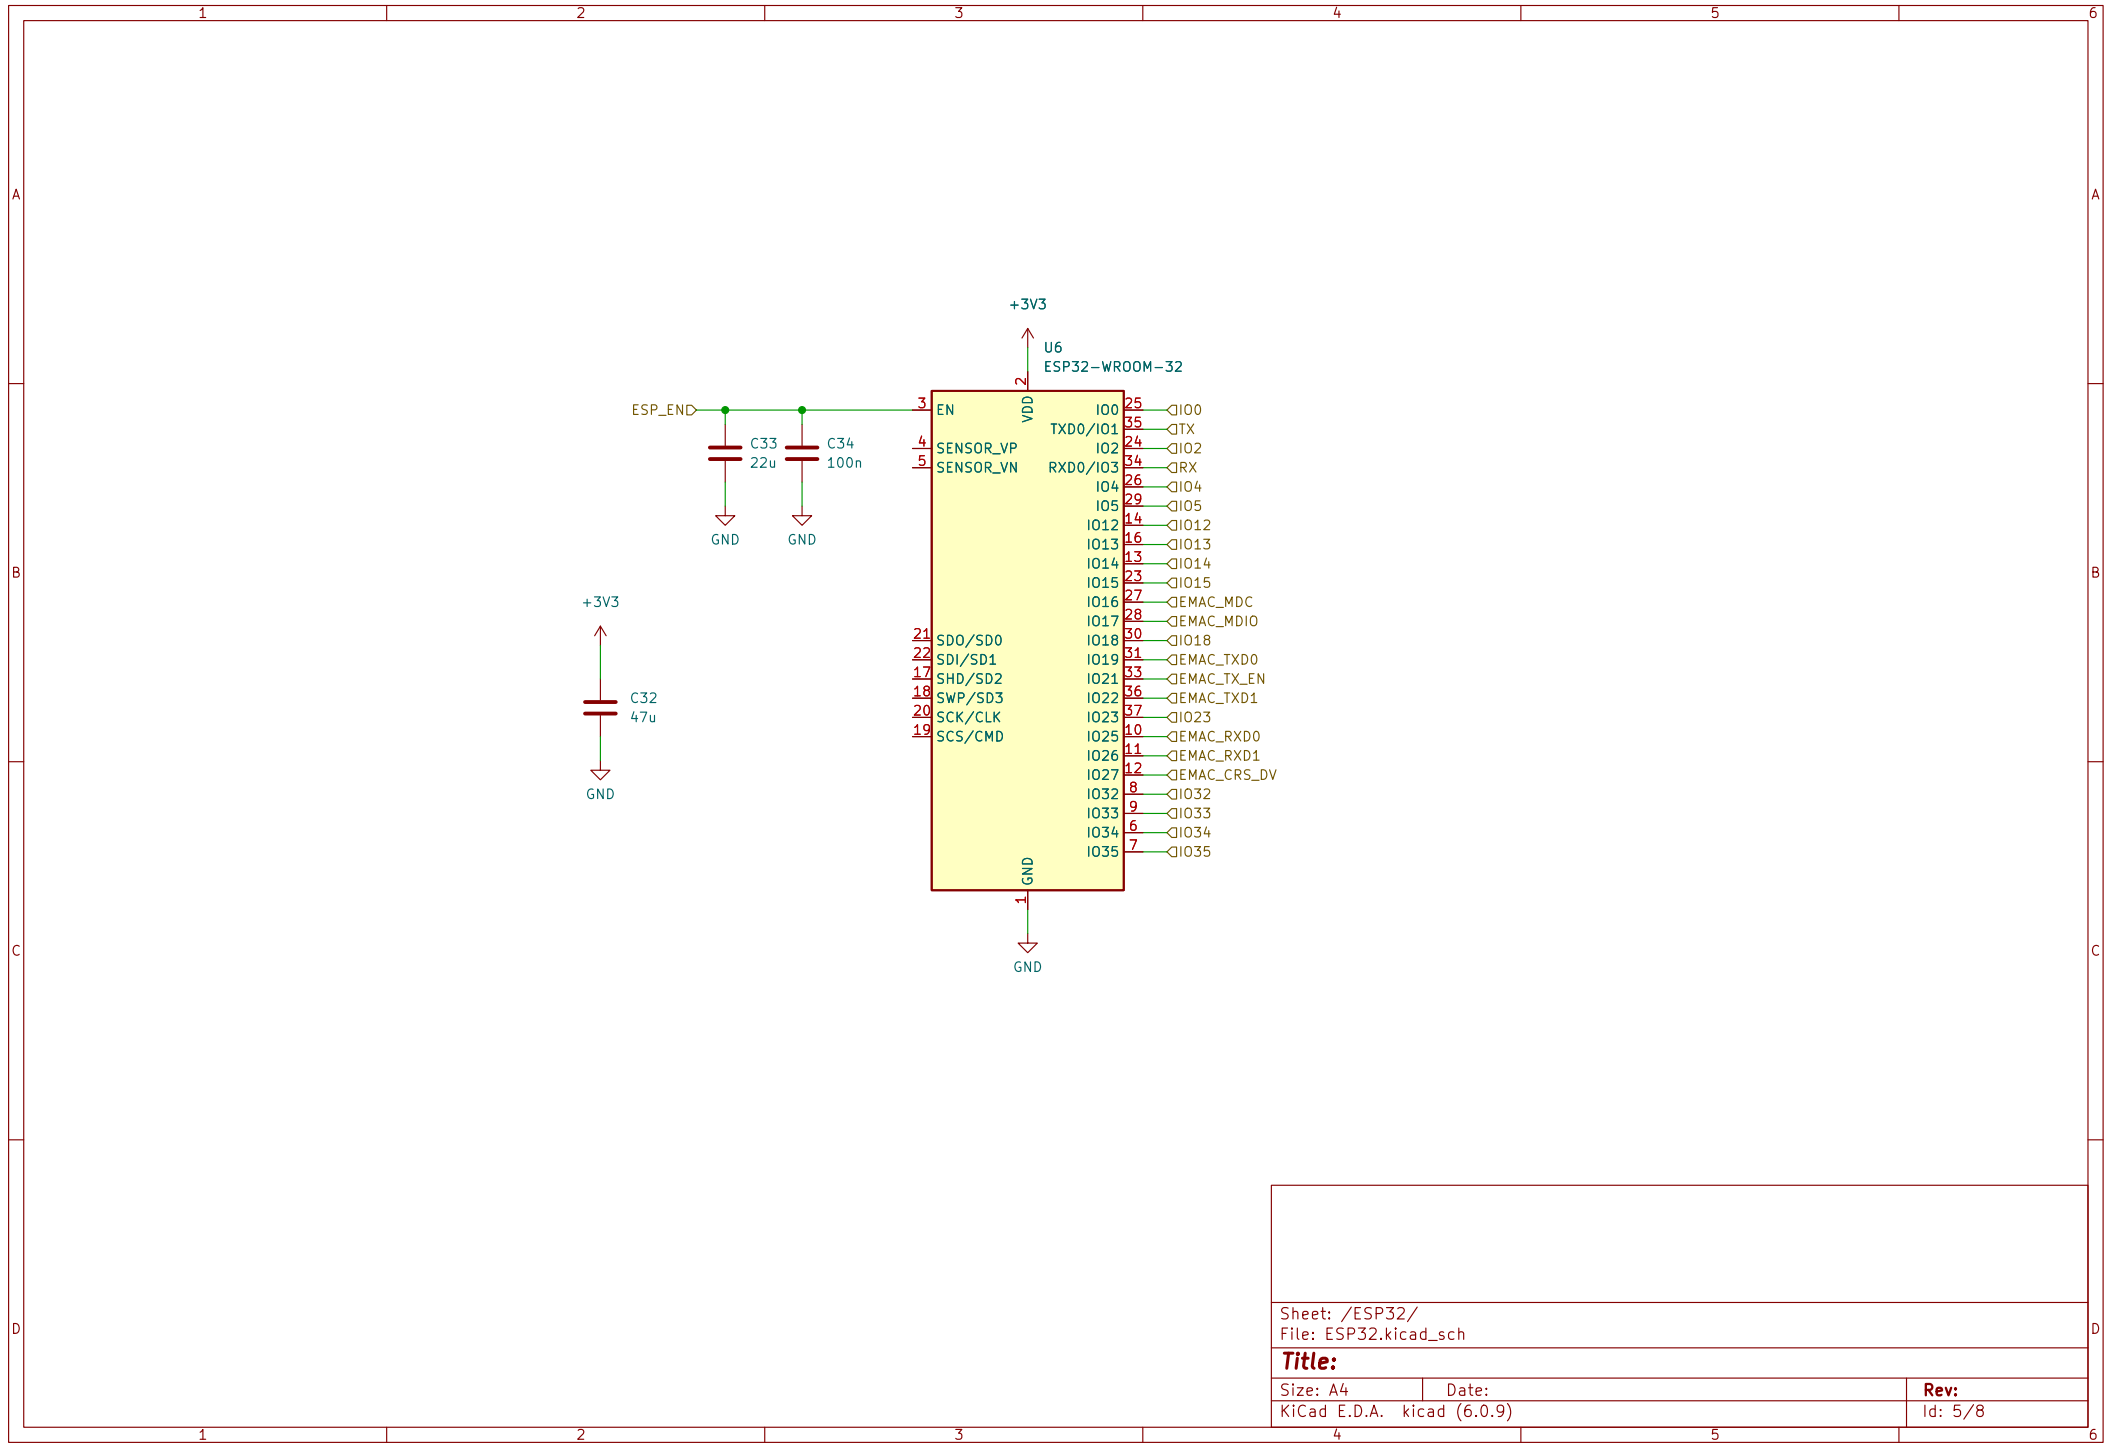 1 2 3 4 5 6
A A
+3V3
U6
ESP32-WROOM-32
2
VDD
ESP_EN
3 EN
IO0 25 IO0
TXD0/IO1 35 TX
C33
22u
C34
100n
4 SENSOR_VP
IO2 24 IO2
5 SENSOR_VN
RXD0/IO3 34 RX
IO4 26 IO4
IO5 29 IO5
IO12 14 IO12
GND GND
IO13 16 IO13
IO14 13 IO14
B B
IO15 23 IO15
+3V3
IO16 27 EMAC_MDC
IO17 28 EMAC_MDIO
21 SDO/SD0
IO18 30 IO18
22 SDI/SD1
IO19 31 EMAC_TXD0
17 SHD/SD2
IO21 33 EMAC_TX_EN
C32
47u
18 SWP/SD3
IO22 36 EMAC_TXD1
20 SCK/CLK
IO23 37 IO23
19 SCS/CMD
IO25 10 EMAC_RXD0
IO26 11 EMAC_RXD1
IO27 12 EMAC_CRS_DV
GND
IO32 8 IO32
IO33 9 IO33
IO34 6 IO34
IO35 7 IO35
GND
1
C C
GND
Sheet: /ESP32/
File: ESP32.kicad_sch
D D
Title:
Size: A4 Date: Rev:
KiCad E.D.A. kicad (6.0.9) Id: 5/8
1 2 3 4 5 6